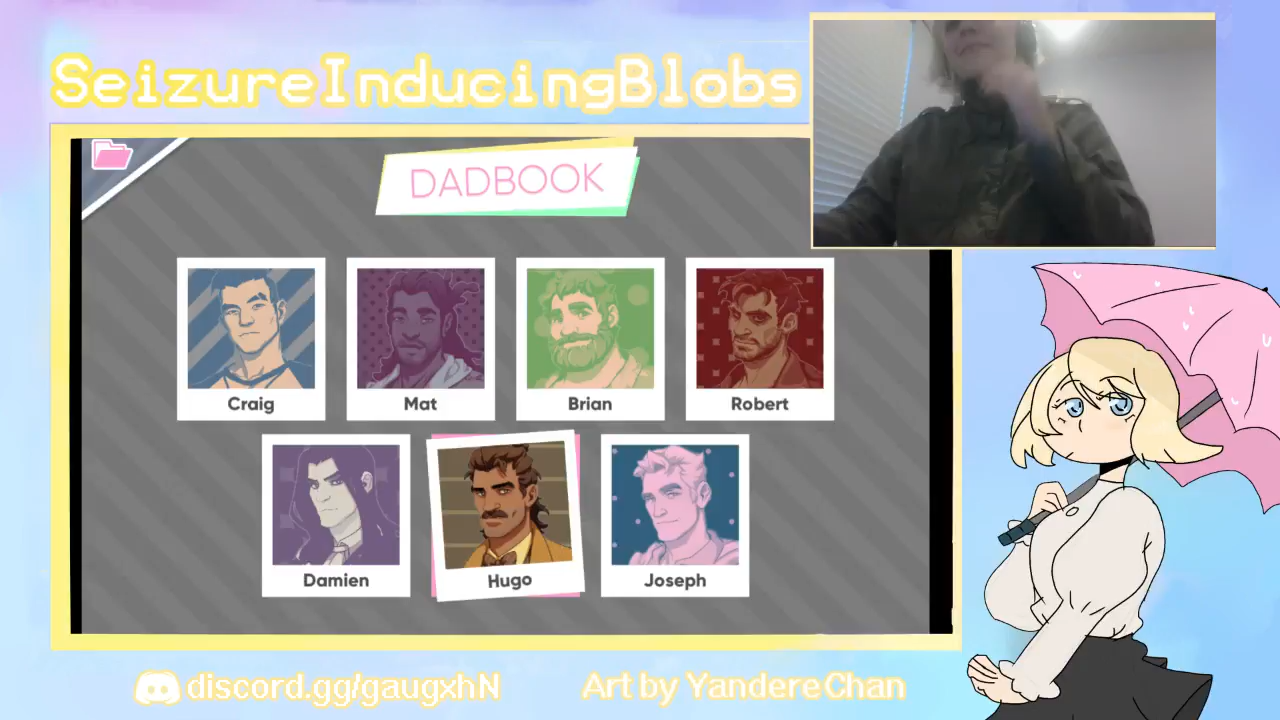 SeizureInducingBlobs
DADBOOK
Craig
Mat
Brian
Robert
Damien
Hugo
Joseph
discord.gg/gaugxhN
Art by YandereChan